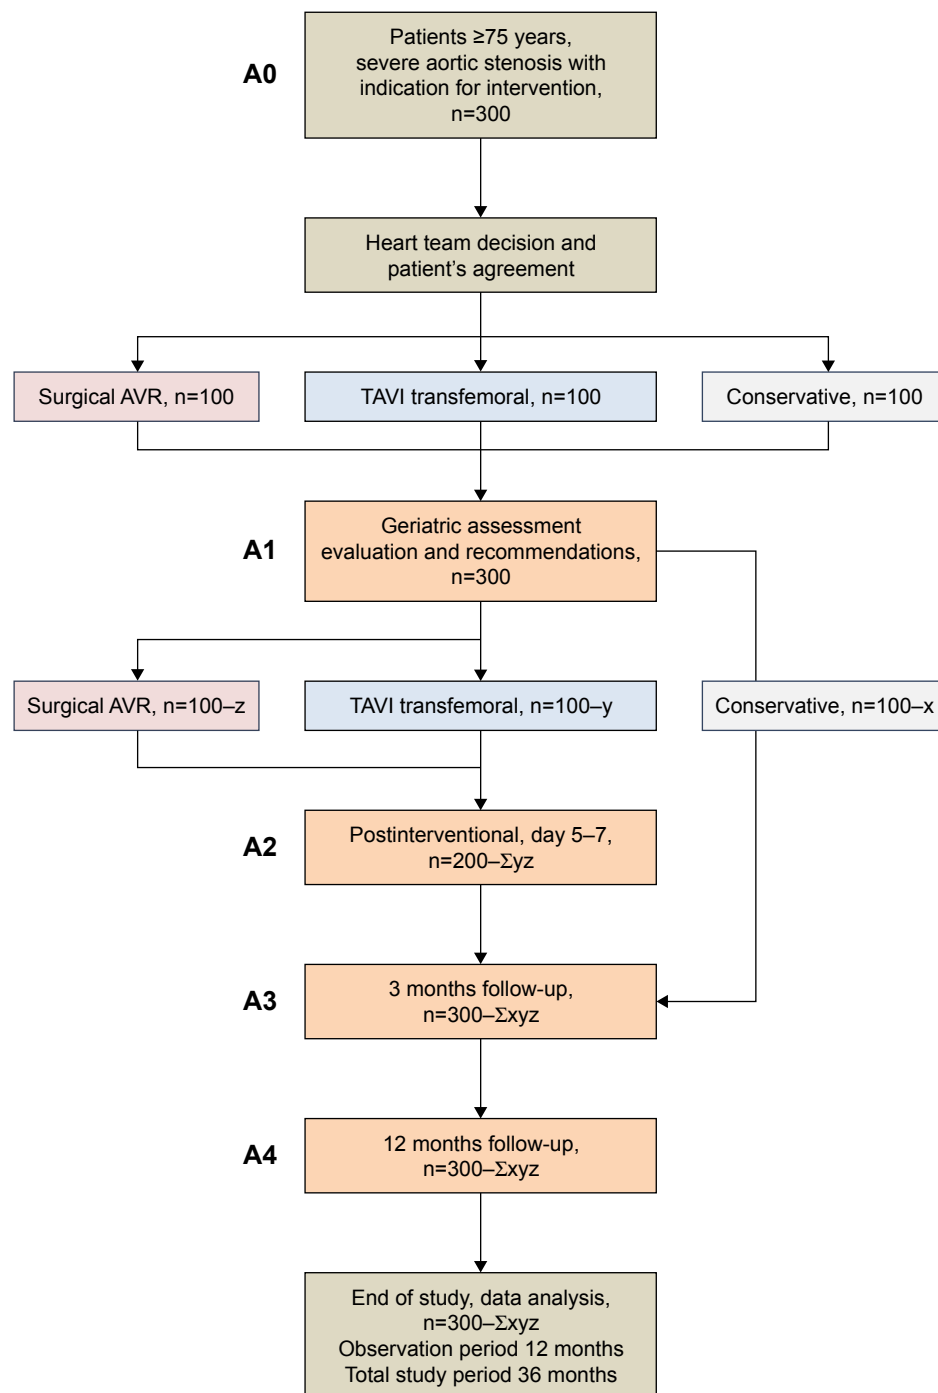 A0
Patients ≥75 years,
severe aortic stenosis with
indication for intervention,
n=300
Heart team decision and
patient's agreement
Surgical AVR, n=100
TAVI transfemoral, n=100
Conservative, n=100
A1
Geriatric assessment
evaluation and recommendations,
n=300
Surgical AVR, n=100–z
TAVI transfemoral, n=100–y
Conservative, n=100–x
A2
Postinterventional, day 5–7,
n=200–Σyz
A3
3 months follow-up,
n=300–Σxyz
A4
12 months follow-up,
n=300–Σxyz
End of study, data analysis,
n=300–Σxyz
Observation period 12 months
Total study period 36 months